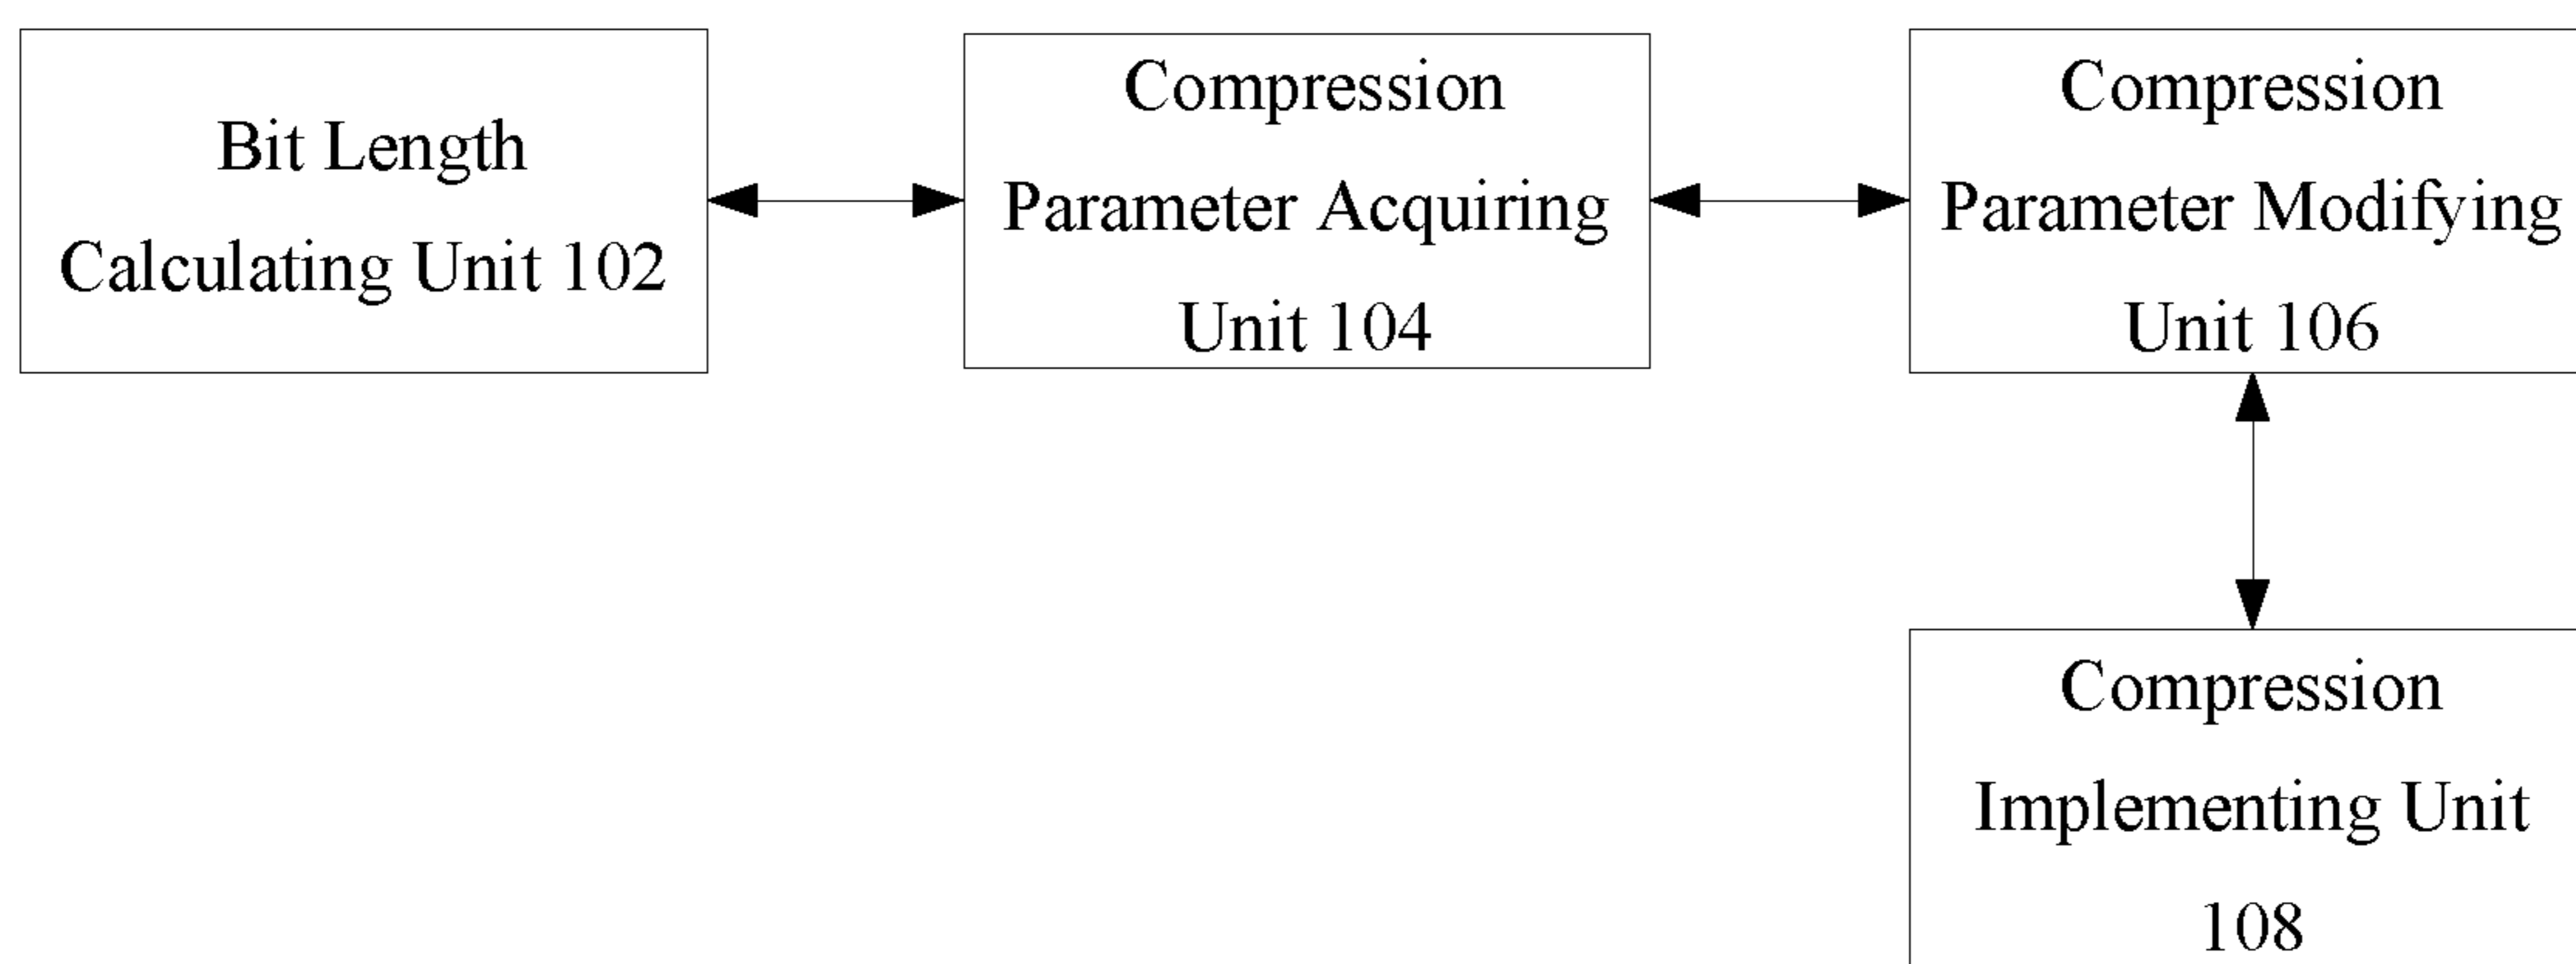 Bit Length
Calculating Unit 102
Compression
Parameter Acquiring
Unit 104
Compression
Parameter Modifying
Unit 106
Compression
Implementing Unit
108